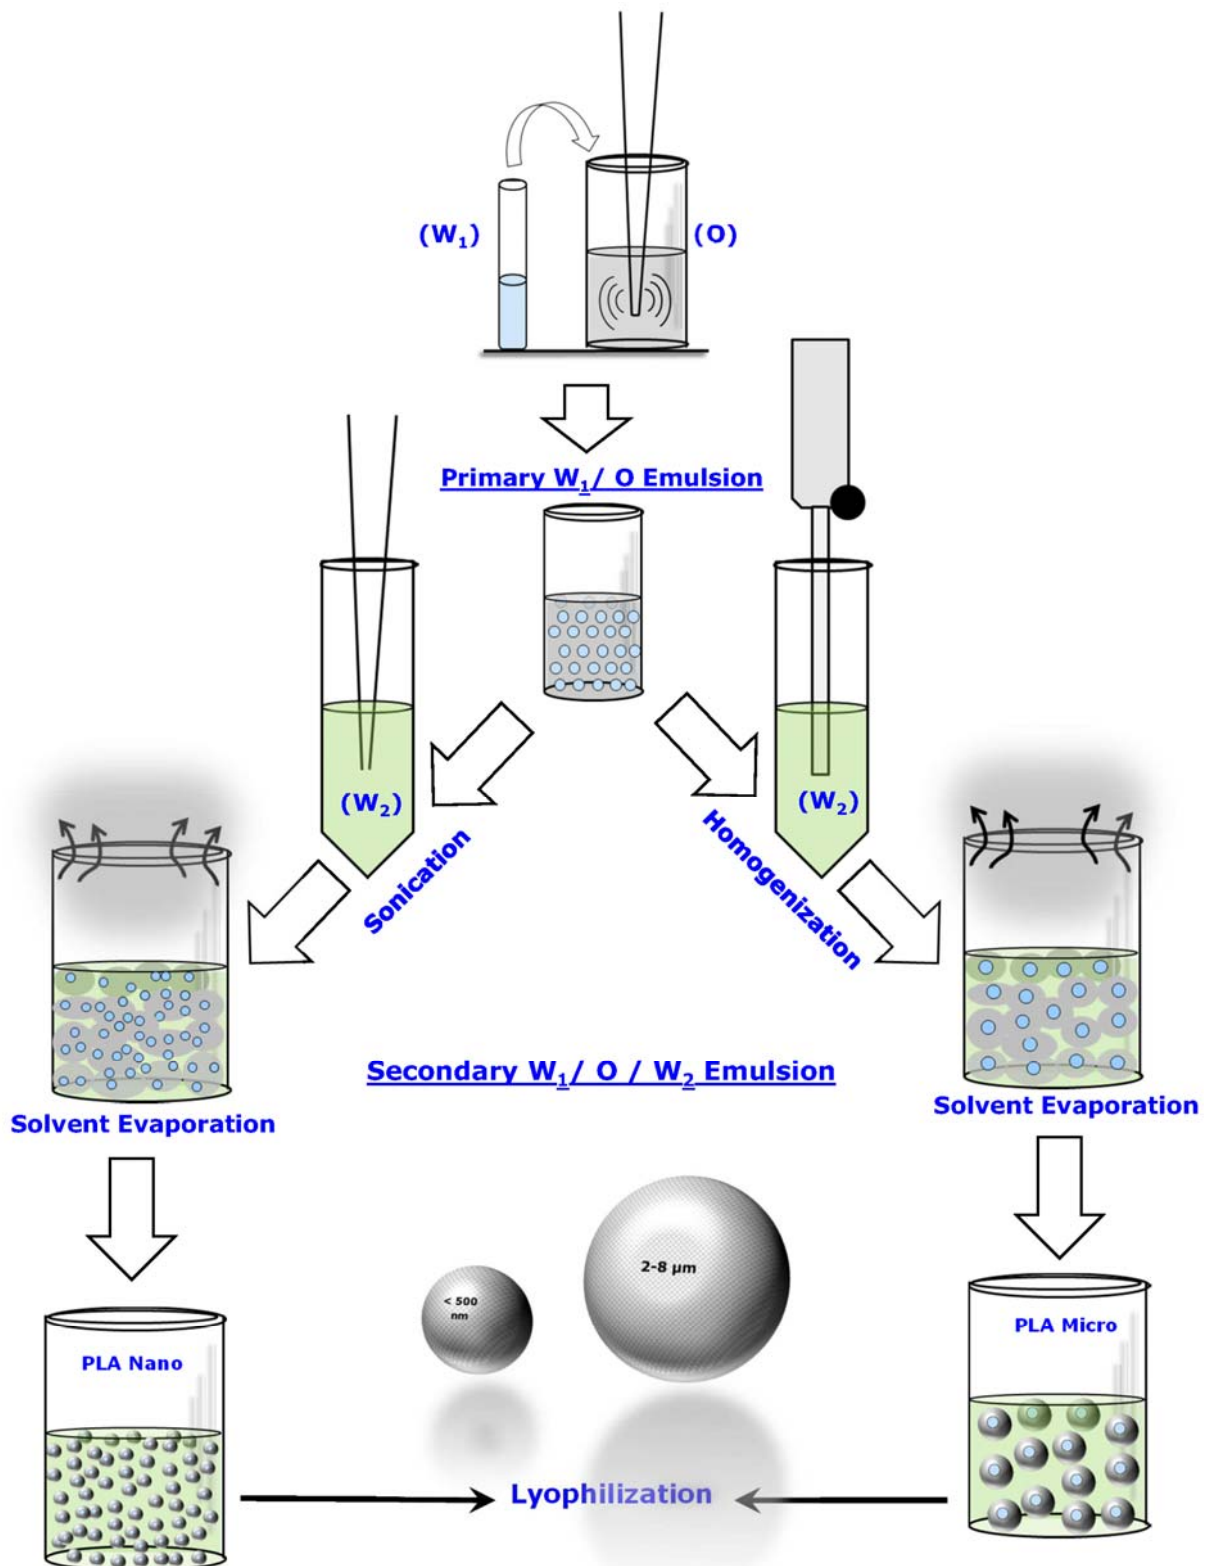 (W₁)
(O)
Primary W₁/ O Emulsion
(W₂)
(W₂)
Sonication
Homogenization
Secondary W₁/ O / W₂ Emulsion
Solvent Evaporation
Solvent Evaporation
2-8 µm
< 500
nm
PLA Nano
PLA Micro
Lyophilization